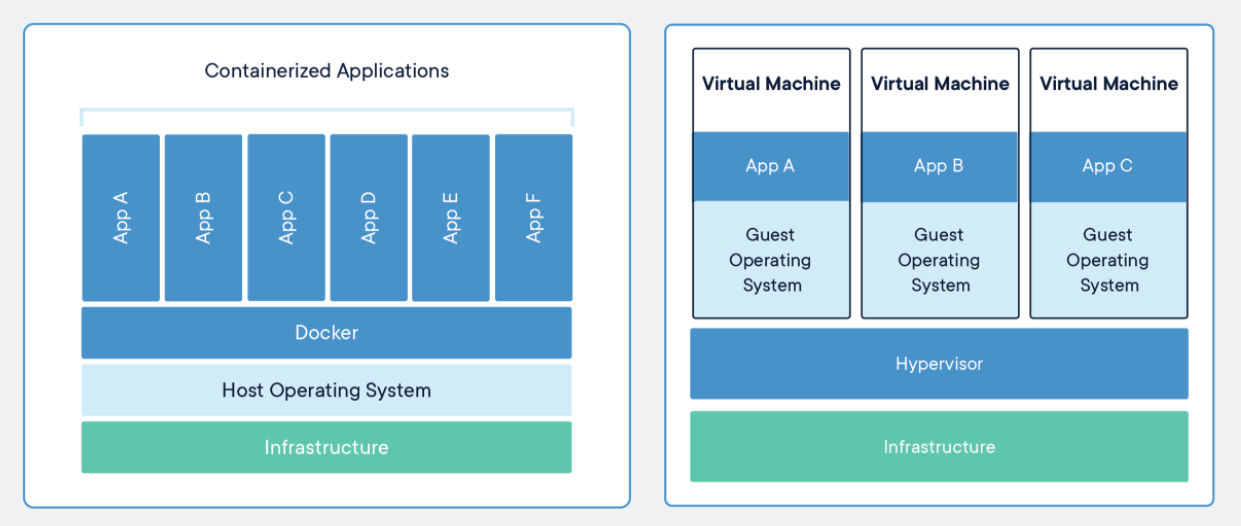 Containerized Applications
App A
App B
App C
App D
App E
App F
Docker
Host Operating System
Infrastructure
Virtual Machine
App A
Guest
Operating
System
Virtual Machine
App B
Guest
Operating
System
Virtual Machine
App C
Guest
Operating
System
Hypervisor
Infrastructure